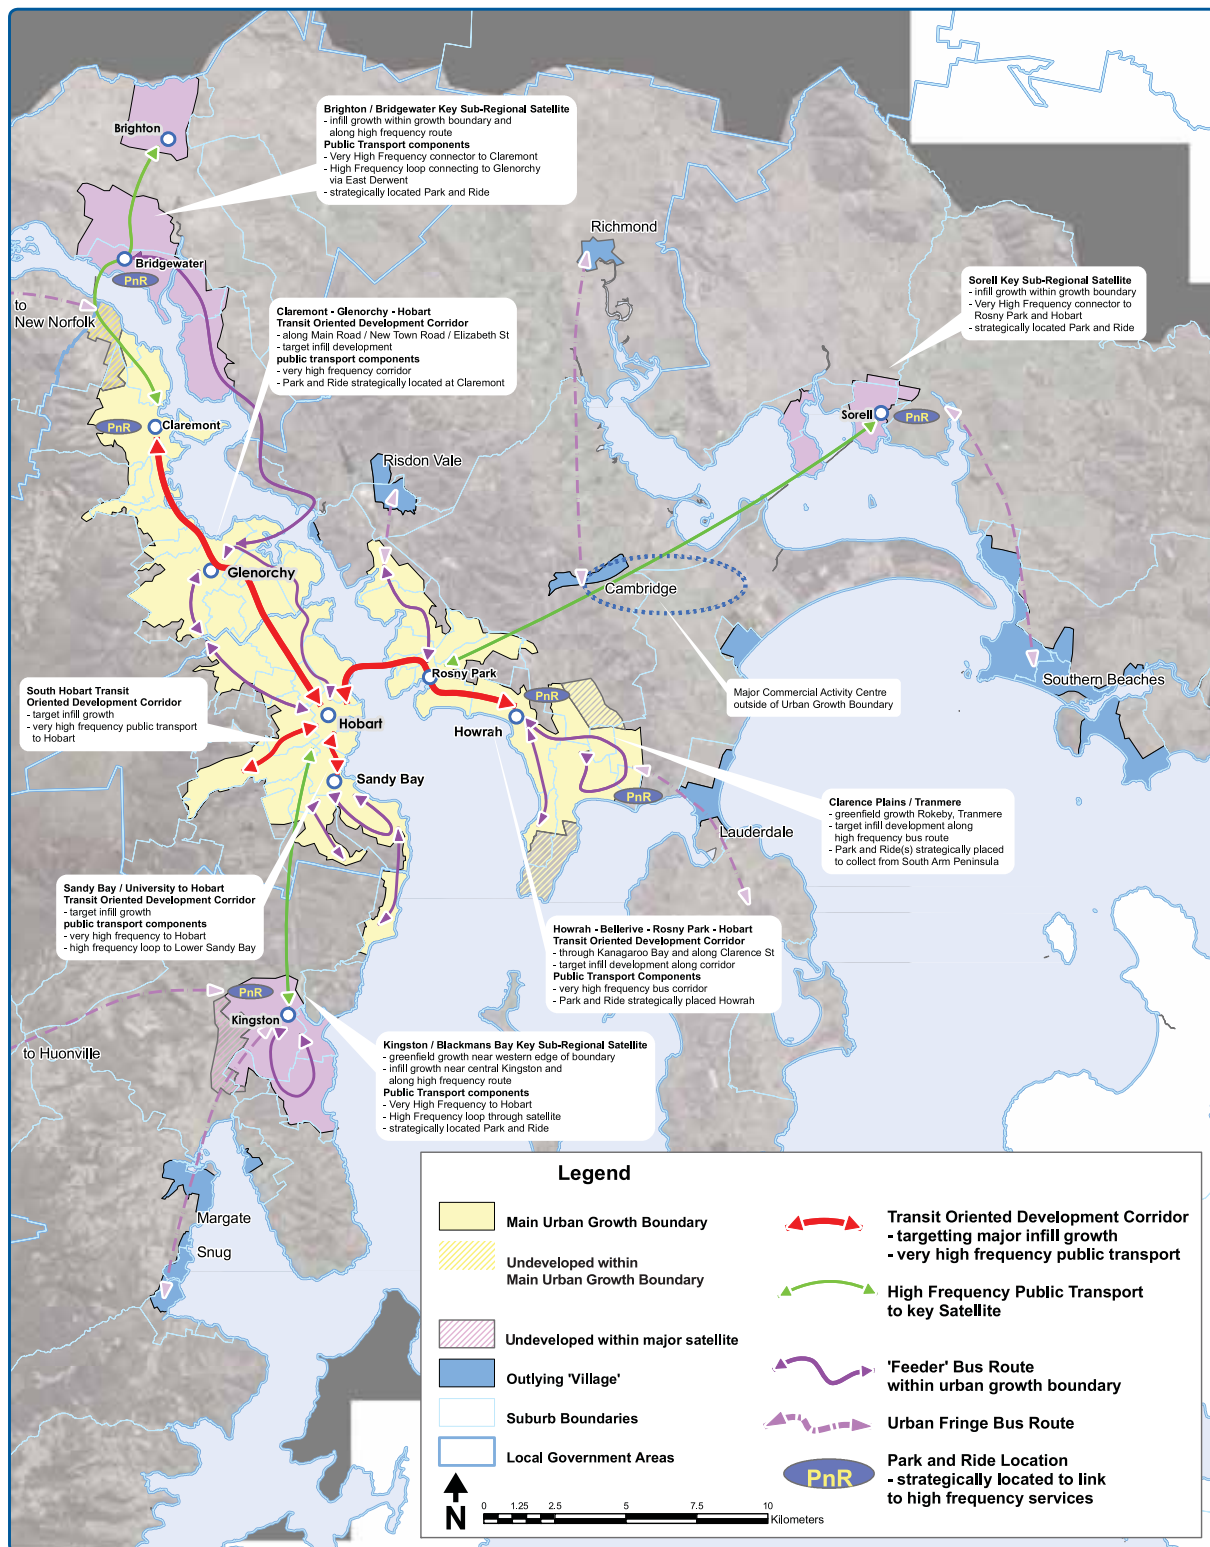 Brighton / Bridgewater Key Sub-Regional Satellite
- infill growth within growth boundary and
along high frequency route
Public Transport components
- Very High Frequency connector to Claremont
- High Frequency loop connecting to Glenorchy
via East Derwent
- strategically located Park and Ride
Brighton
Richmond
Bridgewater
PnR
Sorell Key Sub-Regional Satellite
- infill growth within growth boundary
- Very High Frequency connector to
Rosny Park and Hobart
- strategically located Park and Ride
to
New Norfolk
Claremont - Glenorchy - Hobart
Transit Oriented Development Corridor
- along Main Road / New Town Road / Elizabeth St
- target infill development
public transport components
- very high frequency corridor
- Park and Ride strategically located at Claremont
Sorell
PnR
PnR
Claremont
Risdon Vale
Glenorchy
Cambridge
Rosny Park
Southern Beaches
South Hobart Transit
Oriented Development Corridor
- target infill growth
- very high frequency public transport
to Hobart
Major Commercial Activity Centre
outside of Urban Growth Boundary
PnR
Hobart
Howrah
Sandy Bay
PnR
Lauderdale
Clarence Plains / Tranmere
- greenfield growth Rokeby, Tranmere
- target infill development along
high frequency bus route
- Park and Ride(s) strategically placed
to collect from South Arm Peninsula
Sandy Bay / University to Hobart
Transit Oriented Development Corridor
- target infill growth
public transport components
- very high frequency to Hobart
- high frequency loop to Lower Sandy Bay
Howrah - Bellerive - Rosny Park - Hobart
Transit Oriented Development Corridor
- through Kanagaroo Bay and along Clarence St
- target infill development along corridor
Public Transport Components
- very high frequency bus corridor
- Park and Ride strategically placed Howrah
PnR
Kingston
to Huonville
Kingston / Blackmans Bay Key Sub-Regional Satellite
- greenfield growth near western edge of boundary
- infill growth near central Kingston and
along high frequency route
Public Transport components
- Very High Frequency to Hobart
- High Frequency loop through satellite
- strategically located Park and Ride
Margate
Snug
Legend
Main Urban Growth Boundary
Undeveloped within
Main Urban Growth Boundary
Undeveloped within major satellite
Outlying 'Village'
Suburb Boundaries
Local Government Areas
Transit Oriented Development Corridor
- targetting major infill growth
- very high frequency public transport
High Frequency Public Transport
to key Satellite
'Feeder' Bus Route
within urban growth boundary
Urban Fringe Bus Route
PnR
Park and Ride Location
- strategically located to link
to high frequency services
N
0 1.25 2.5 5 7.5 10
Kilometers